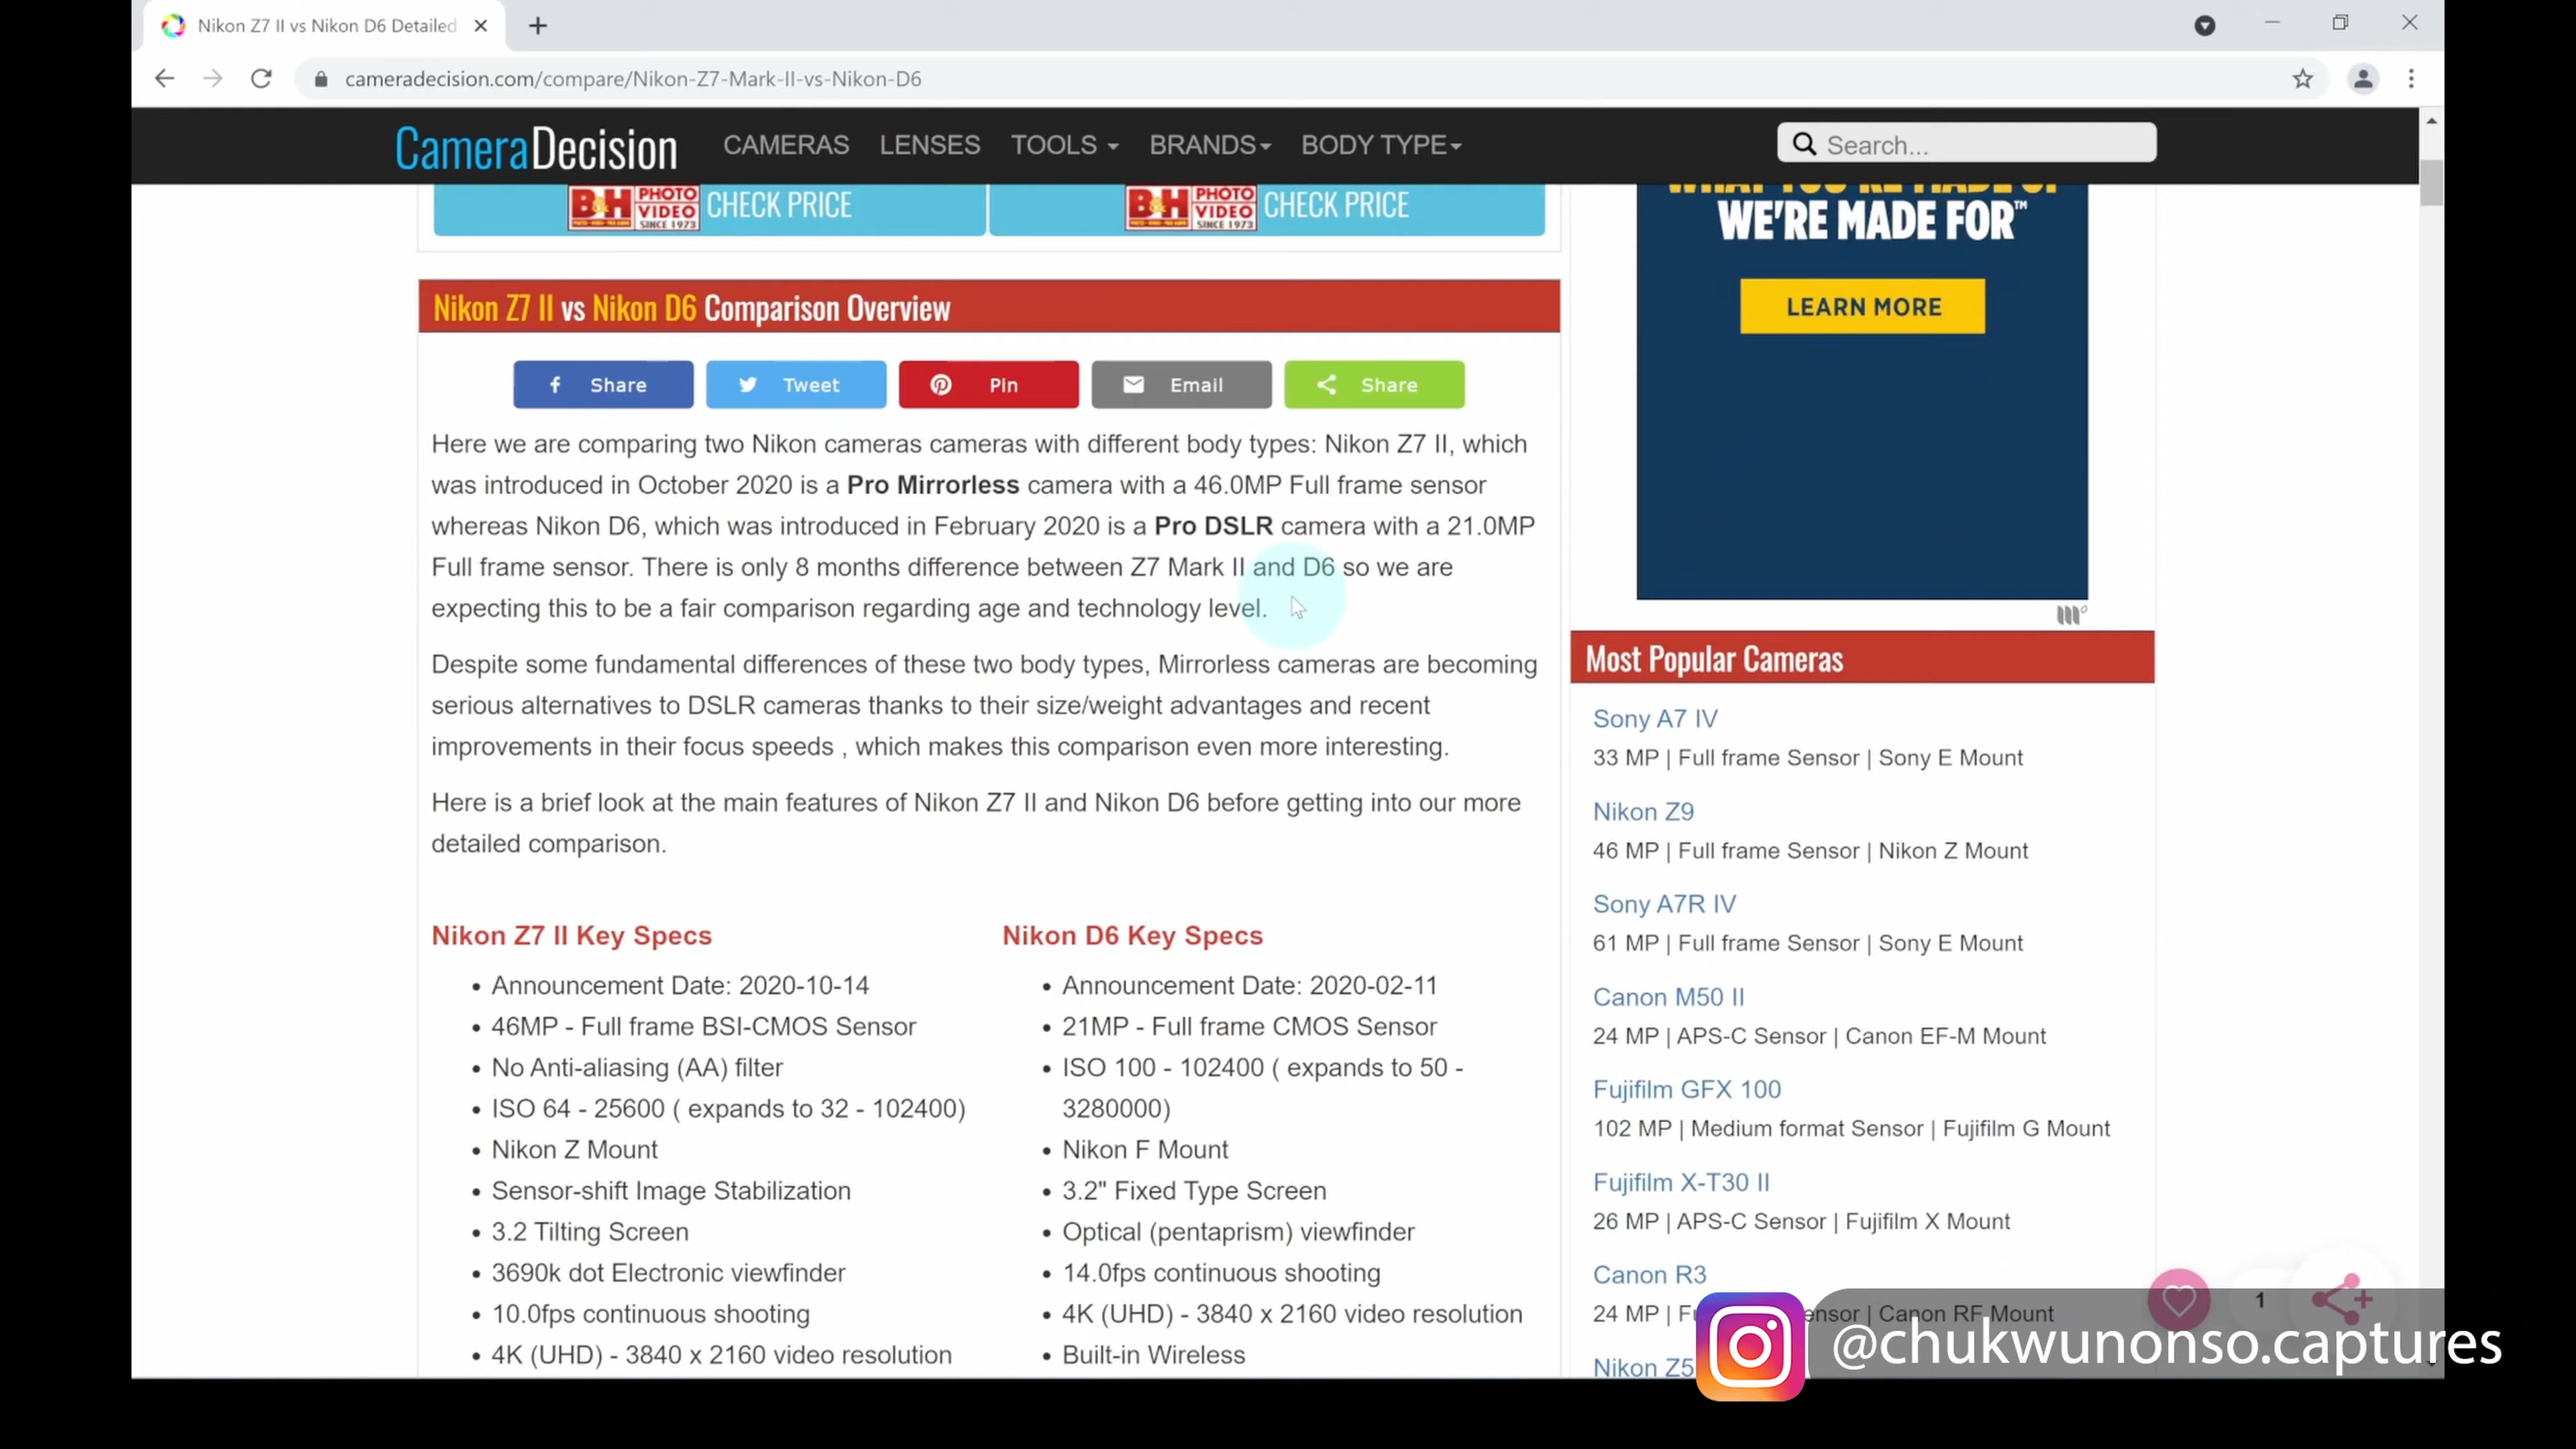 Nikon Z7 II vs Nikon D6 Detailed
cameradecision.com/compare/Nikon-Z7-Mark-II-vs-Nikon-D6
CameraDecision CAMERAS LENSES TOOLS BRANDS BODY TYPE Search...
B&H PHOTO VIDEO SINCE 1973 CHECK PRICE
B&H PHOTO VIDEO SINCE 1973 CHECK PRICE
WHAT YOU'RE MADE OF
WE'RE MADE FOR™
LEARN MORE
Nikon Z7 II vs Nikon D6 Comparison Overview
Share Tweet Pin Email Share
Here we are comparing two Nikon cameras cameras with different body types: Nikon Z7 II, which
was introduced in October 2020 is a Pro Mirrorless camera with a 46.0MP Full frame sensor
whereas Nikon D6, which was introduced in February 2020 is a Pro DSLR camera with a 21.0MP
Full frame sensor. There is only 8 months difference between Z7 Mark II and D6 so we are
expecting this to be a fair comparison regarding age and technology level.
Despite some fundamental differences of these two body types, Mirrorless cameras are becoming
serious alternatives to DSLR cameras thanks to their size/weight advantages and recent
improvements in their focus speeds , which makes this comparison even more interesting.
Here is a brief look at the main features of Nikon Z7 II and Nikon D6 before getting into our more
detailed comparison.
Nikon Z7 II Key Specs
• Announcement Date: 2020-10-14
• 46MP - Full frame BSI-CMOS Sensor
• No Anti-aliasing (AA) filter
• ISO 64 - 25600 ( expands to 32 - 102400)
• Nikon Z Mount
• Sensor-shift Image Stabilization
• 3.2 Tilting Screen
• 3690k dot Electronic viewfinder
• 10.0fps continuous shooting
• 4K (UHD) - 3840 x 2160 video resolution
Nikon D6 Key Specs
• Announcement Date: 2020-02-11
• 21MP - Full frame CMOS Sensor
• ISO 100 - 102400 ( expands to 50 -
3280000)
• Nikon F Mount
• 3.2" Fixed Type Screen
• Optical (pentaprism) viewfinder
• 14.0fps continuous shooting
• 4K (UHD) - 3840 x 2160 video resolution
• Built-in Wireless
Most Popular Cameras
Sony A7 IV
33 MP | Full frame Sensor | Sony E Mount
Nikon Z9
46 MP | Full frame Sensor | Nikon Z Mount
Sony A7R IV
61 MP | Full frame Sensor | Sony E Mount
Canon M50 II
24 MP | APS-C Sensor | Canon EF-M Mount
Fujifilm GFX 100
102 MP | Medium format Sensor | Fujifilm G Mount
Fujifilm X-T30 II
26 MP | APS-C Sensor | Fujifilm X Mount
Canon R3
24 MP | Canon RF Mount
Nikon Z5
1
@chukwunonso.captures